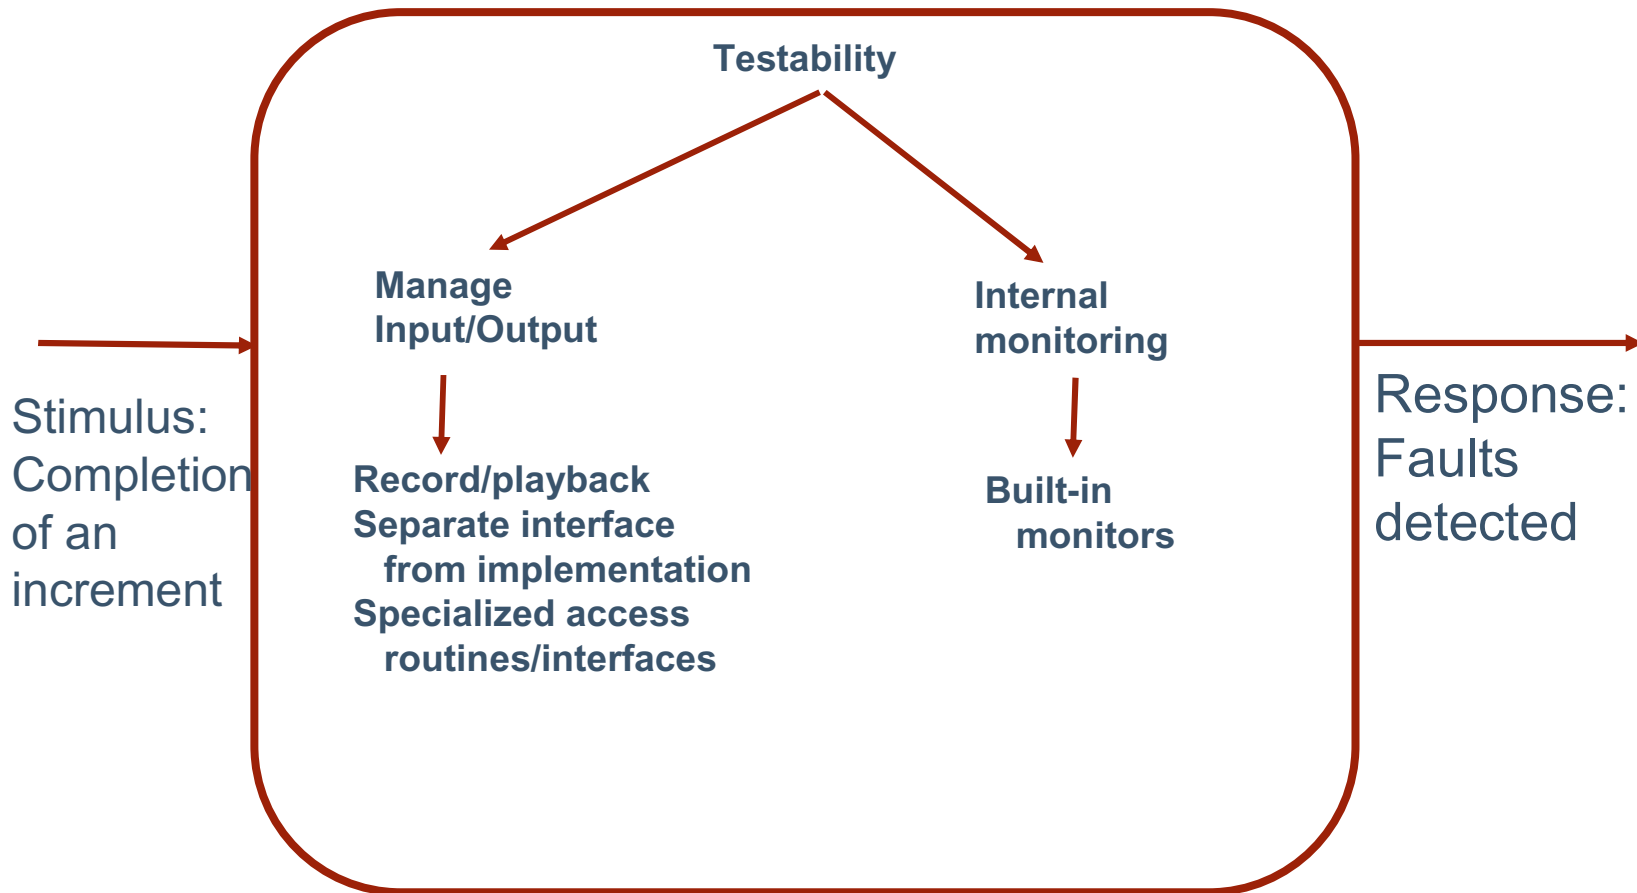 Testability
Manage
Input/Output
Internal
monitoring
Stimulus:
Completion
of an
increment
Record/playback
Separate interface
from implementation
Specialized access
routines/interfaces
Built-in
monitors
Response:
Faults
detected